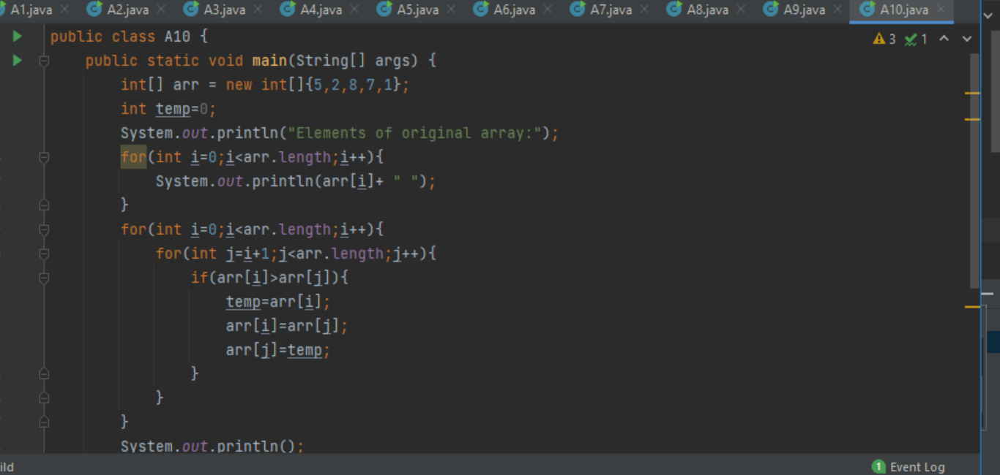 A1.java A2.java A3.java A4.java A5.java A6.java A7.java A8.java A9.java A10.java
public class A10 {
3 1
public static void main(String[] args) {
int[] arr = new int[]{5,2,8,7,1};
int temp=0;
System.out.println("Elements of original array:");
for(int i=0;i<arr.length;i++){
System.out.println(arr[i]+ " ");
}
for(int i=0;i<arr.length;i++){
for(int j=i+1;j<arr.length;j++){
if(arr[i]>arr[j]){
temp=arr[i];
arr[i]=arr[j];
arr[j]=temp;
}
}
}
System.out.println();
ild
1 Event Log